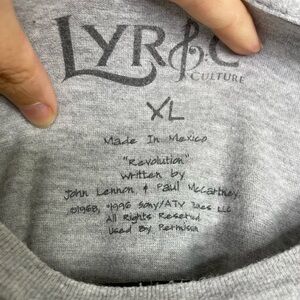 LYRIC
CULTURE
XL
Made In Mexico
"Revolution"
Written by
John Lennon & Paul McCartney
©1968, 1996 Sony/ATV Tunes LLC
All Rights Reserved
Used By Permission